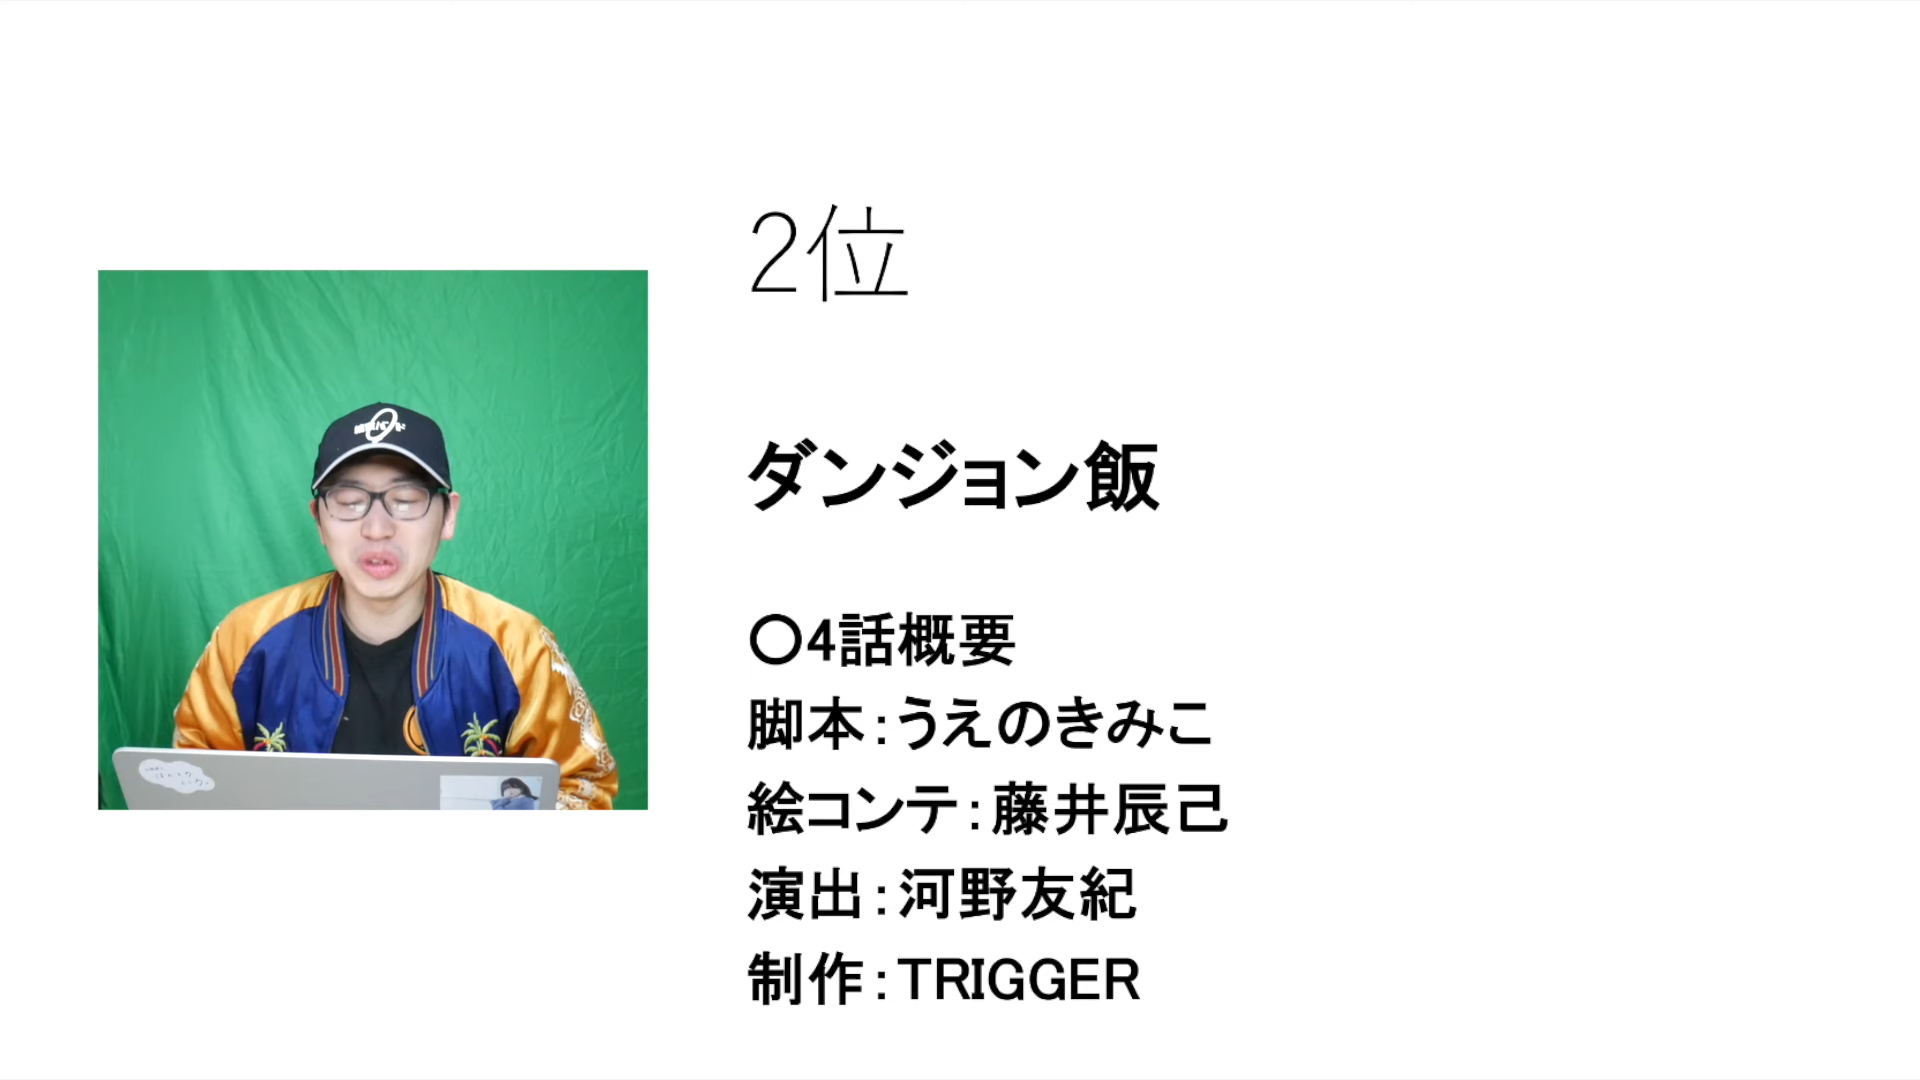 2位
ダンジョン飯
〇4話概要
脚本：うえのきみこ
絵コンテ：藤井辰己
演出：河野友紀
制作：TRIGGER